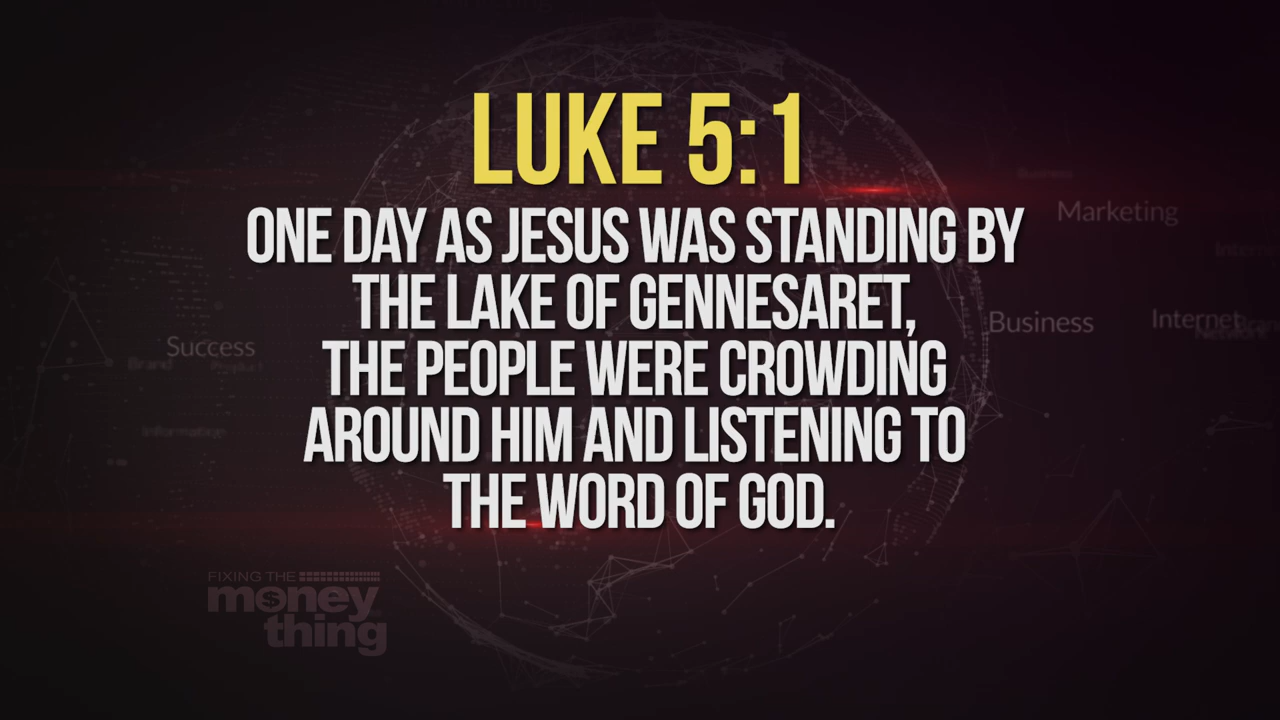 LUKE 5:1
ONE DAY AS JESUS WAS STANDING BY
THE LAKE OF GENNESARET,
THE PEOPLE WERE CROWDING
AROUND HIM AND LISTENING TO
THE WORD OF GOD.
Marketing
Business
Internet
Success
FIXING THE
money
thing